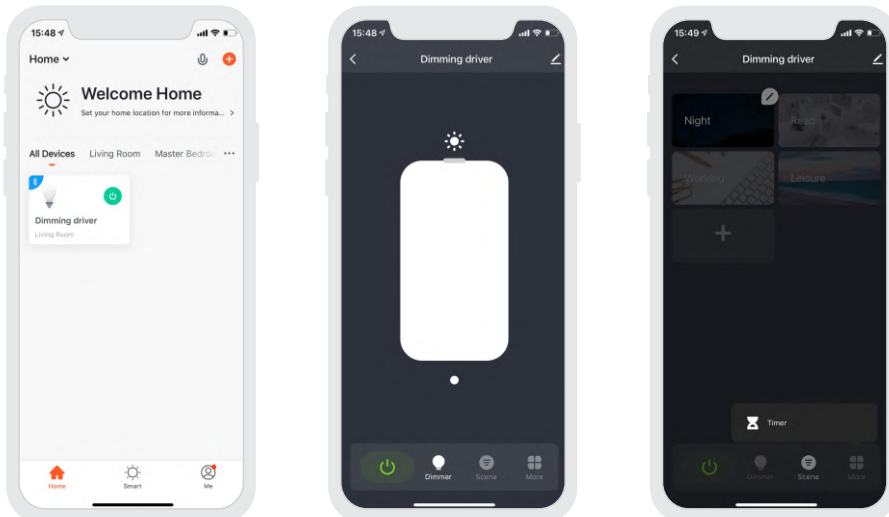 15:48
Home
Welcome Home
Set your home location for more informa...
All Devices Living Room Master Bedroo ...
Dimming driver
Living Room
Home Smart Me
15:48
Dimming driver
Dimmer Scene More
15:49
Dimming driver
Night Read
Working Leisure
Timer
Dimmer Scene More